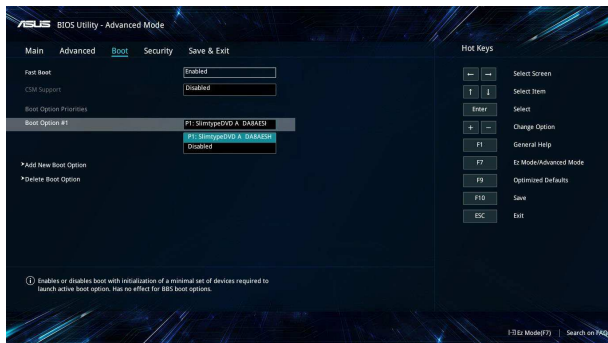 ASUS BIOS Utility - Advanced Mode
Main Advanced Boot Security Save & Exit
Hot Keys
Fast Boot Enabled
CSM Support Disabled
Boot Option Priorities
Boot Option #1 P1: SlimtypeDVD A DA8AESI
P1: SlimtypeDVD A DA8AESH
Disabled
Add New Boot Option
Delete Boot Option
← → Select Screen
↑ ↓ Select Item
Enter Select
+ − Change Option
F1 General Help
F7 Ez Mode/Advanced Mode
F9 Optimized Defaults
F10 Save
ESC Exit
Enables or disables boot with initialization of a minimal set of devices required to
launch active boot option. Has no effect for BBS boot options.
Ez Mode(F7) | Search on FAQ